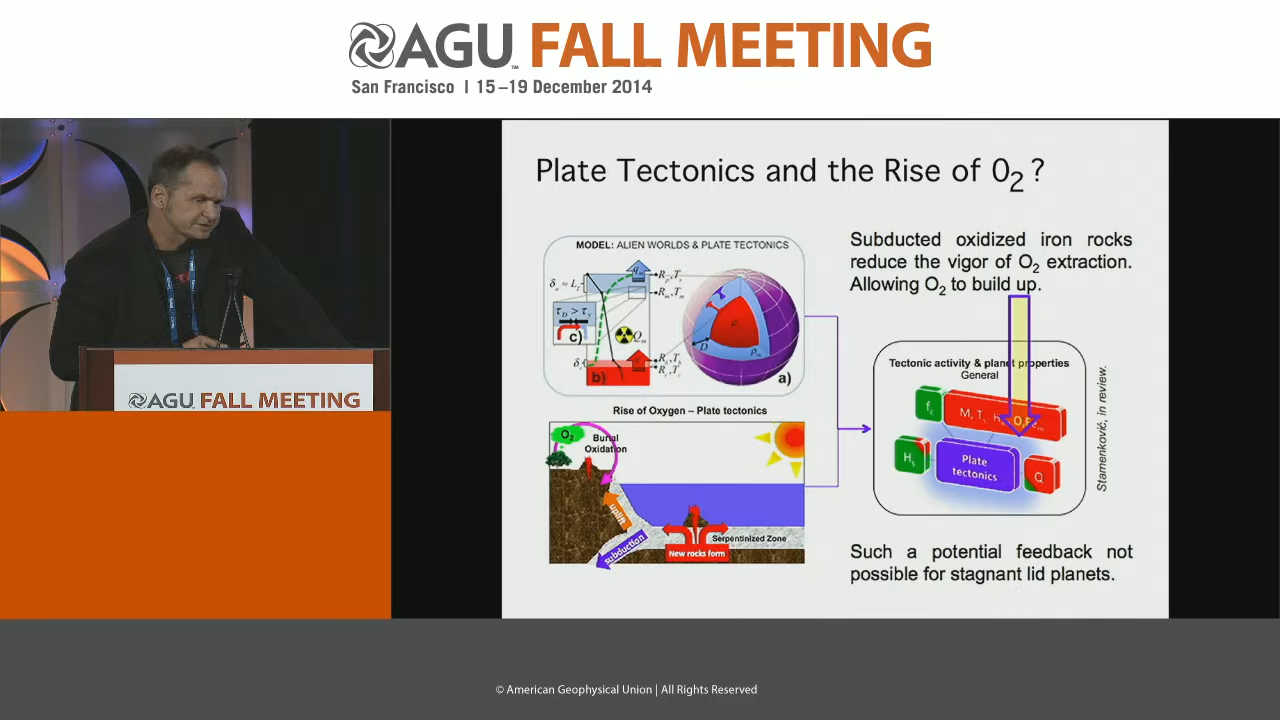 AGU FALL MEETING
San Francisco | 15–19 December 2014
Plate Tectonics and the Rise of O2 ?
MODEL: ALIEN WORLDS & PLATE TECTONICS
c)
b)
a)
Rise of Oxygen – Plate tectonics
O2
Burial
Oxidation
uplift
subduction
New rocks form
Serpentinized Zone
Subducted oxidized iron rocks
reduce the vigor of O2 extraction.
Allowing O2 to build up.
Tectonic activity & planet properties
General
Plate
tectonics
Q
Stamenković, in review.
Such a potential feedback not
possible for stagnant lid planets.
AGU FALL MEETING
© American Geophysical Union | All Rights Reserved